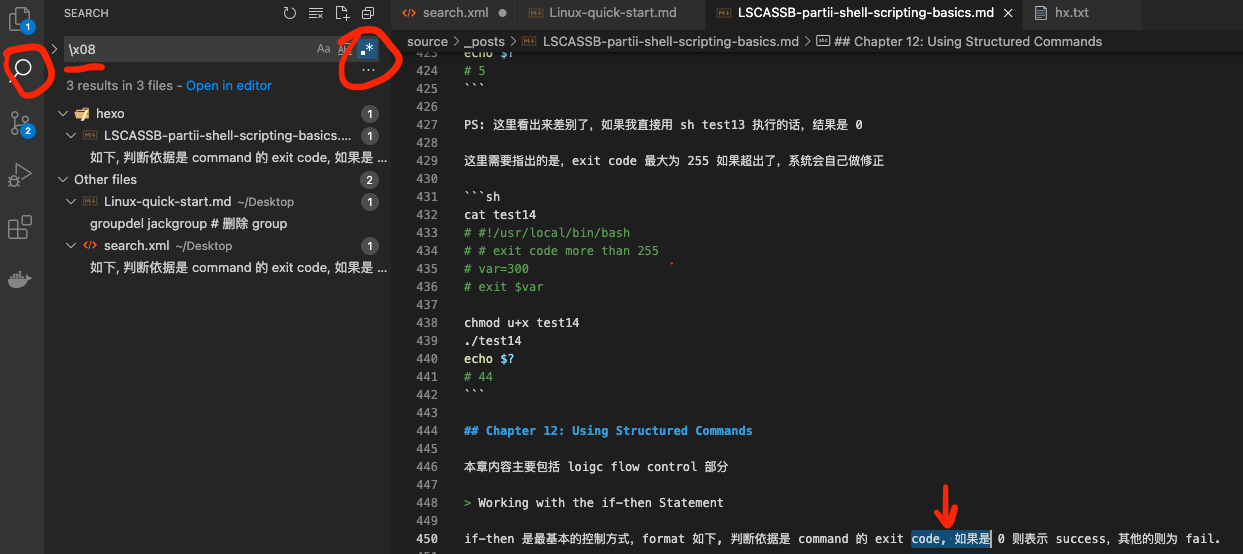 SEARCH
search.xml
Linux-quick-start.md
LSCASSB-partii-shell-scripting-basics.md
hx.txt
1
\x08
Aa
.*
source > _posts > LSCASSB-partii-shell-scripting-basics.md > ## Chapter 12: Using Structured Commands
...
3 results in 3 files - Open in editor
hexo 1
LSCASSB-partii-shell-scripting-basics.... 1
如下, 判断依据是 command 的 exit code, 如果是 ...
Other files 2
Linux-quick-start.md ~/Desktop 1
groupdel jackgroup # 删除 group
search.xml ~/Desktop 1
如下, 判断依据是 command 的 exit code, 如果是 ...
2
423 echo $?
424 # 5
425 ```
426
427 PS: 这里看出来差别了，如果我直接用 sh test13 执行的话，结果是 0
428
429 这里需要指出的是，exit code 最大为 255 如果超出了，系统会自己做修正
430
431 ```sh
432 cat test14
433 # #!/usr/local/bin/bash
434 # # exit code more than 255
435 # var=300
436 # exit $var
437
438 chmod u+x test14
439 ./test14
440 echo $?
441 # 44
442 ```
443
444 ## Chapter 12: Using Structured Commands
445
446 本章内容主要包括 loigc flow control 部分
447
448 > Working with the if-then Statement
449
450 if-then 是最基本的控制方式，format 如下, 判断依据是 command 的 exit code, 如果是 0 则表示 success，其他的则为 fail.
451